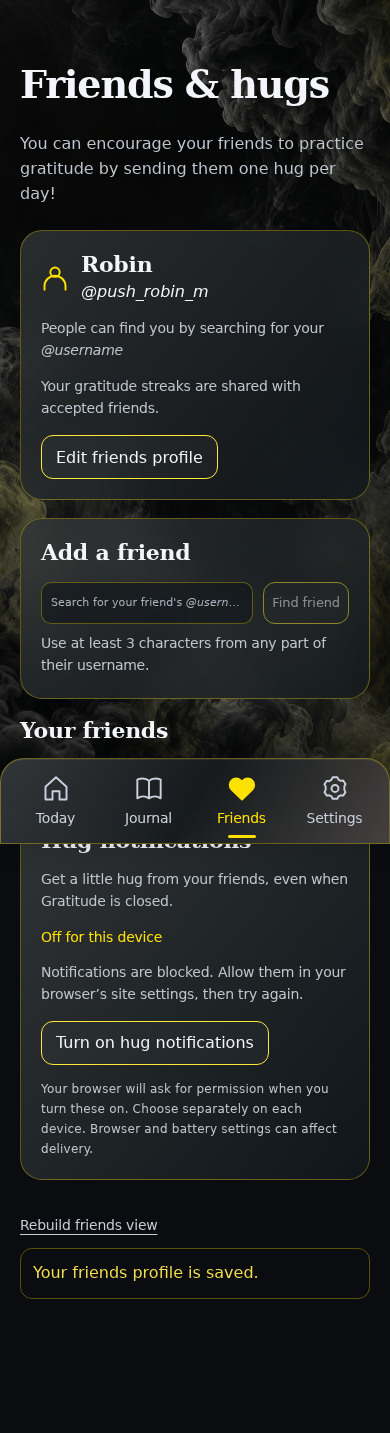 Friends & hugs
You can encourage your friends to practice
gratitude by sending them one hug per
day!
Robin
@push_robin_m
People can find you by searching for your
@username
Your gratitude streaks are shared with
accepted friends.
Edit friends profile
Add a friend
Search for your friend's @usern...
Find friend
Use at least 3 characters from any part of
their username.
Your friends
Today
Journal
Friends
Settings
Hug notifications
Get a little hug from your friends, even when
Gratitude is closed.
Off for this device
Notifications are blocked. Allow them in your
browser’s site settings, then try again.
Turn on hug notifications
Your browser will ask for permission when you
turn these on. Choose separately on each
device. Browser and battery settings can affect
delivery.
Rebuild friends view
Your friends profile is saved.